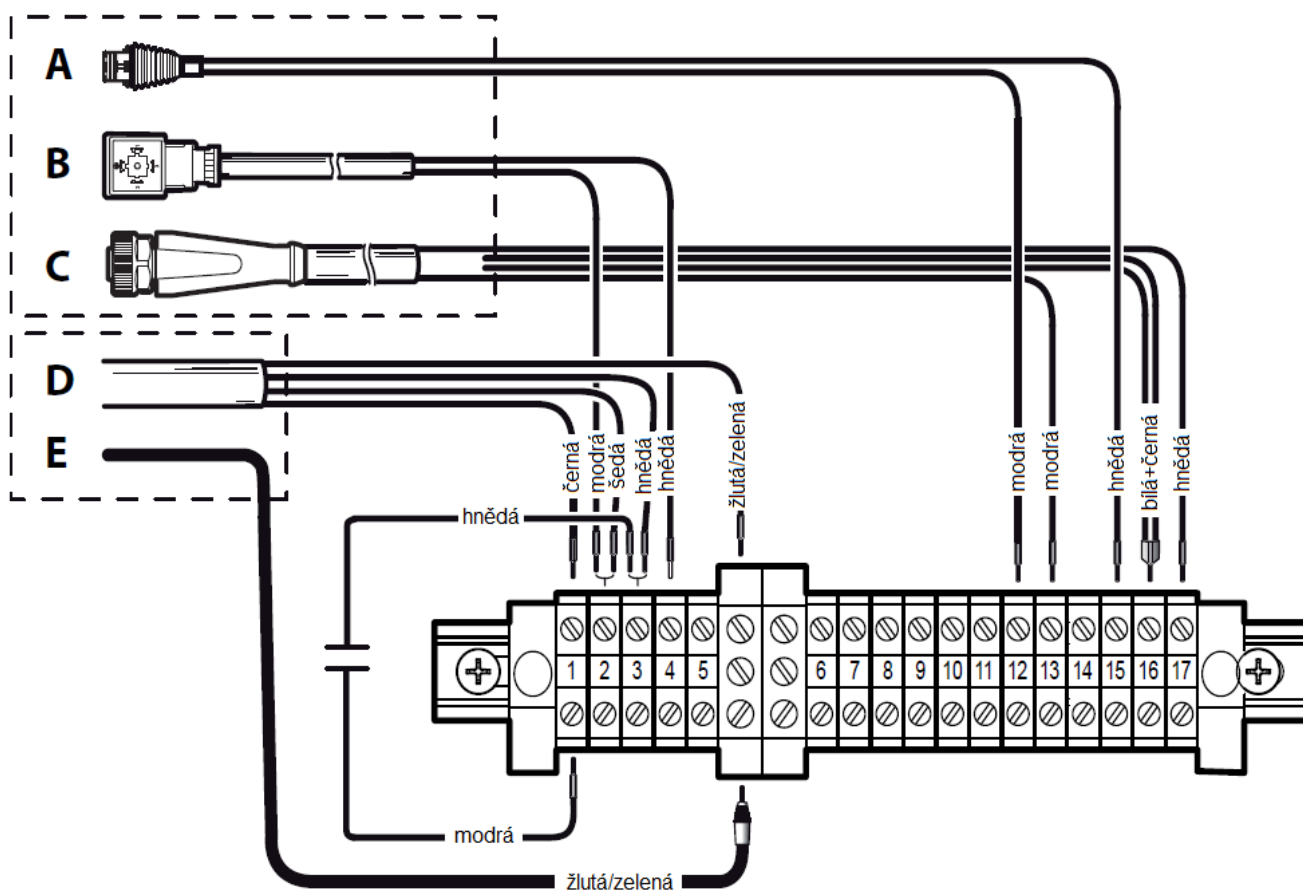 A
B
C
D
E
černá
modrá
šedá
hnědá
hnědá
žlutá/zelená
modrá
modrá
hnědá
bílá+černá
hnědá
hnědá
1 2 3 4 5 6 7 8 9 10 11 12 13 14 15 16 17
modrá
žlutá/zelená